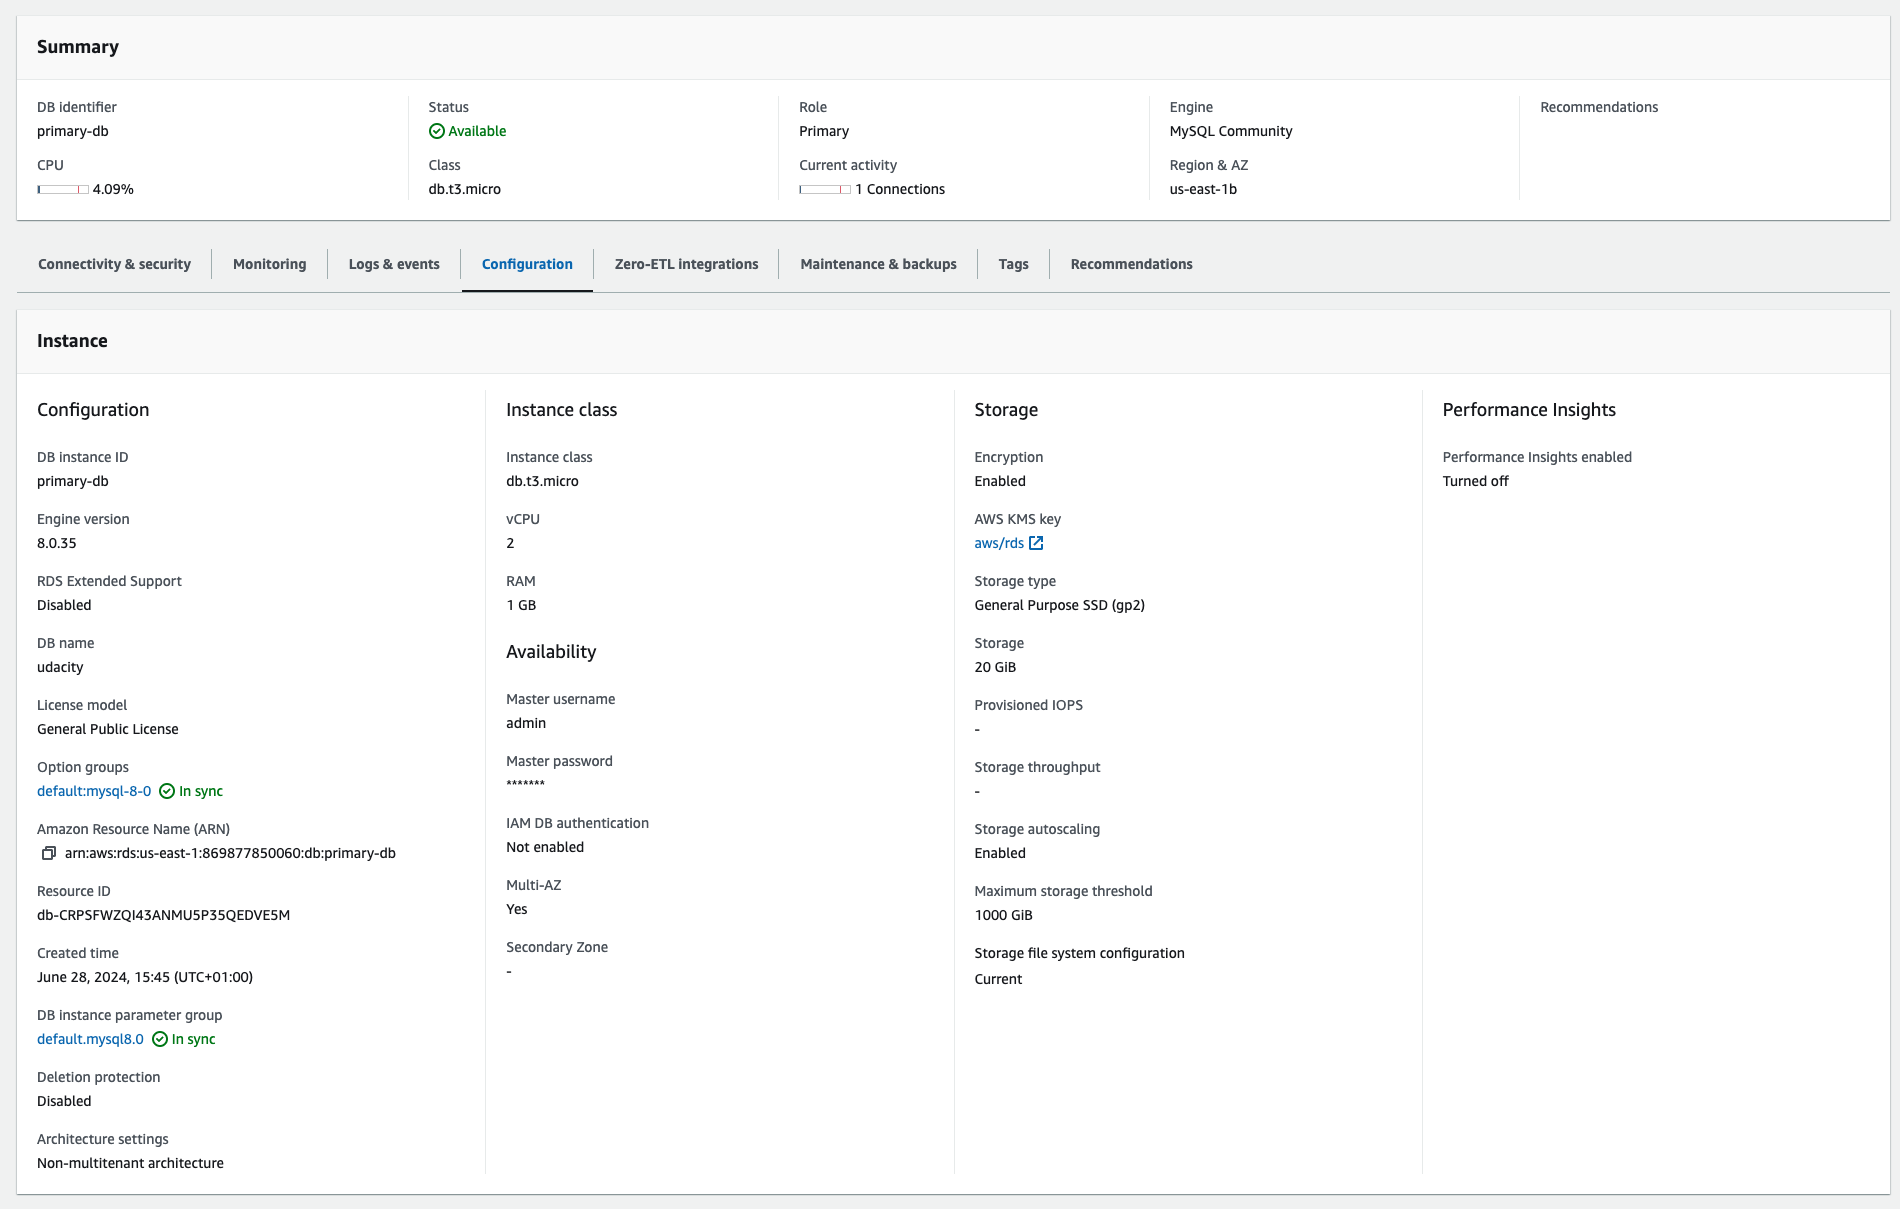 Summary
DB identifier
primary-db
CPU
4.09%
Status
Available
Class
db.t3.micro
Role
Primary
Current activity
1 Connections
Engine
MySQL Community
Region & AZ
us-east-1b
Recommendations
Connectivity & security
Monitoring
Logs & events
Configuration
Zero-ETL integrations
Maintenance & backups
Tags
Recommendations
Instance
Configuration
DB instance ID
primary-db
Engine version
8.0.35
RDS Extended Support
Disabled
DB name
udacity
License model
General Public License
Option groups
default:mysql-8-0 In sync
Amazon Resource Name (ARN)
arn:aws:rds:us-east-1:869877850060:db:primary-db
Resource ID
db-CRPSFWZQI43ANMU5P35QEDVE5M
Created time
June 28, 2024, 15:45 (UTC+01:00)
DB instance parameter group
default.mysql8.0 In sync
Deletion protection
Disabled
Architecture settings
Non-multitenant architecture
Instance class
Instance class
db.t3.micro
vCPU
2
RAM
1 GB
Availability
Master username
admin
Master password
*******
IAM DB authentication
Not enabled
Multi-AZ
Yes
Secondary Zone
-
Storage
Encryption
Enabled
AWS KMS key
aws/rds
Storage type
General Purpose SSD (gp2)
Storage
20 GiB
Provisioned IOPS
-
Storage throughput
-
Storage autoscaling
Enabled
Maximum storage threshold
1000 GiB
Storage file system configuration
Current
Performance Insights
Performance Insights enabled
Turned off